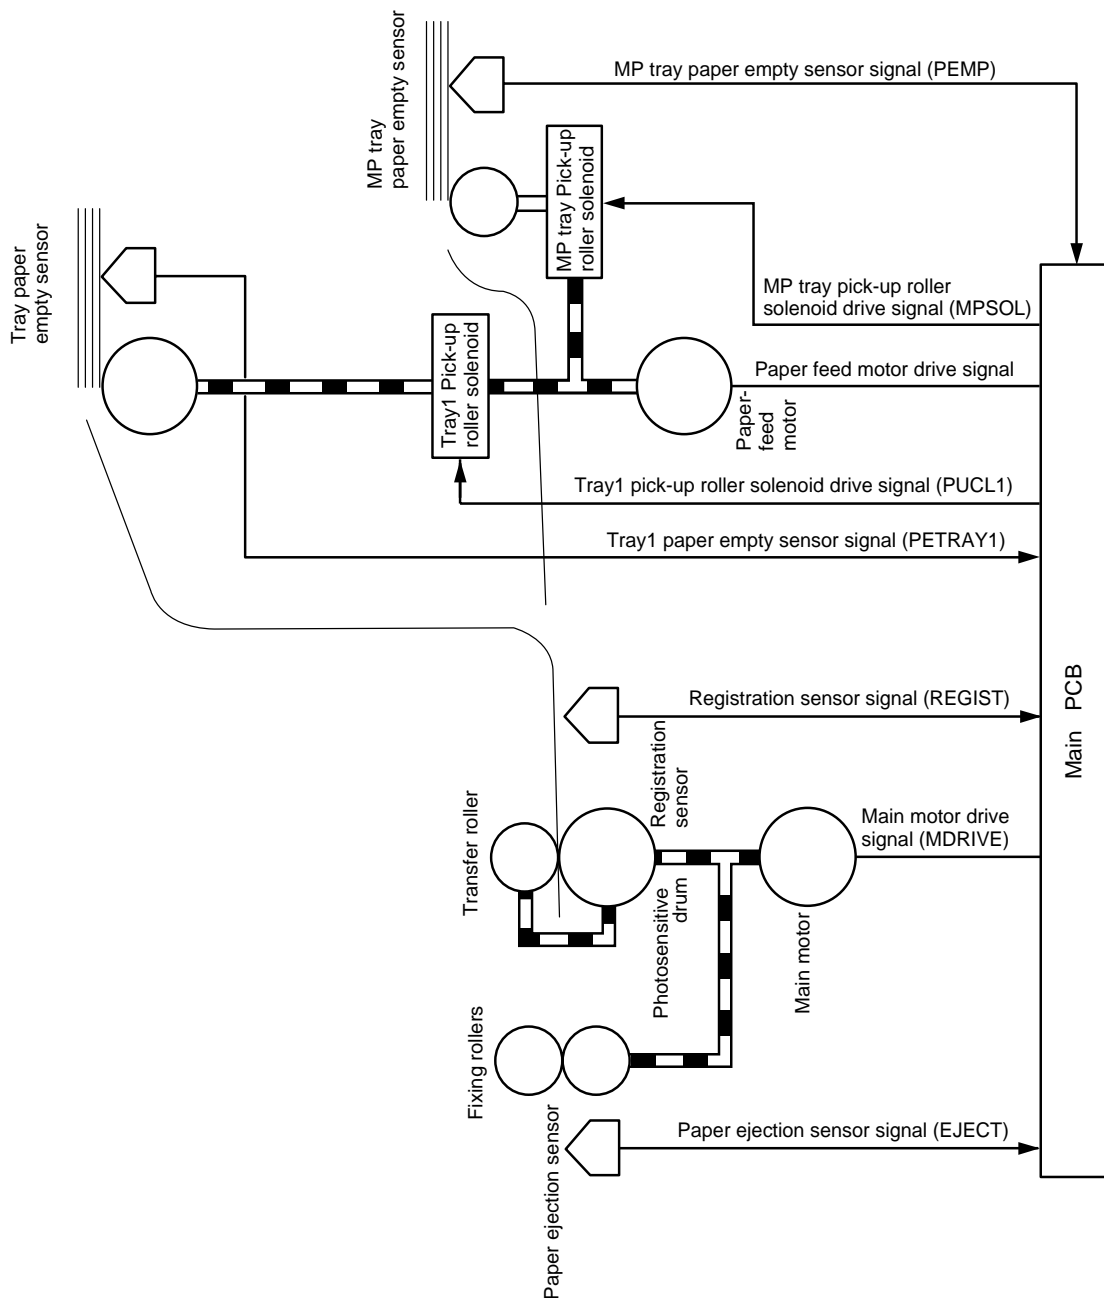 MP tray paper empty sensor signal (PEMP)
MP tray
paper empty sensor
MP tray Pick-up
roller solenoid
Tray paper
empty sensor
MP tray pick-up roller
solenoid drive signal (MPSOL)
Tray1 Pick-up
roller solenoid
Paper feed motor drive signal
Paper-
feed
motor
Tray1 pick-up roller solenoid drive signal (PUCL1)
Tray1 paper empty sensor signal (PETRAY1)
Registration sensor signal (REGIST)
Main PCB
Registration
sensor
Transfer roller
Main motor drive
signal (MDRIVE)
Photosensitive
drum
Main motor
Fixing rollers
Paper ejection sensor
Paper ejection sensor signal (EJECT)